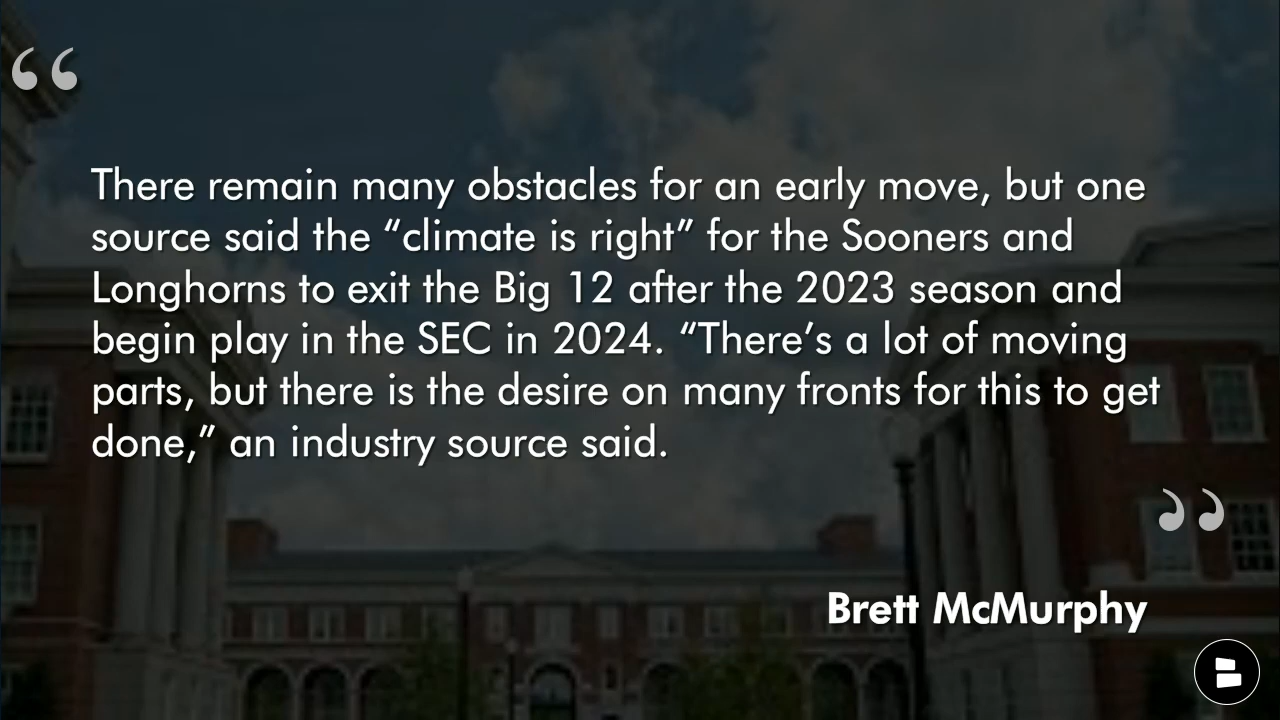 “
There remain many obstacles for an early move, but one
source said the “climate is right” for the Sooners and
Longhorns to exit the Big 12 after the 2023 season and
begin play in the SEC in 2024. “There’s a lot of moving
parts, but there is the desire on many fronts for this to get
done,” an industry source said.
”
Brett McMurphy